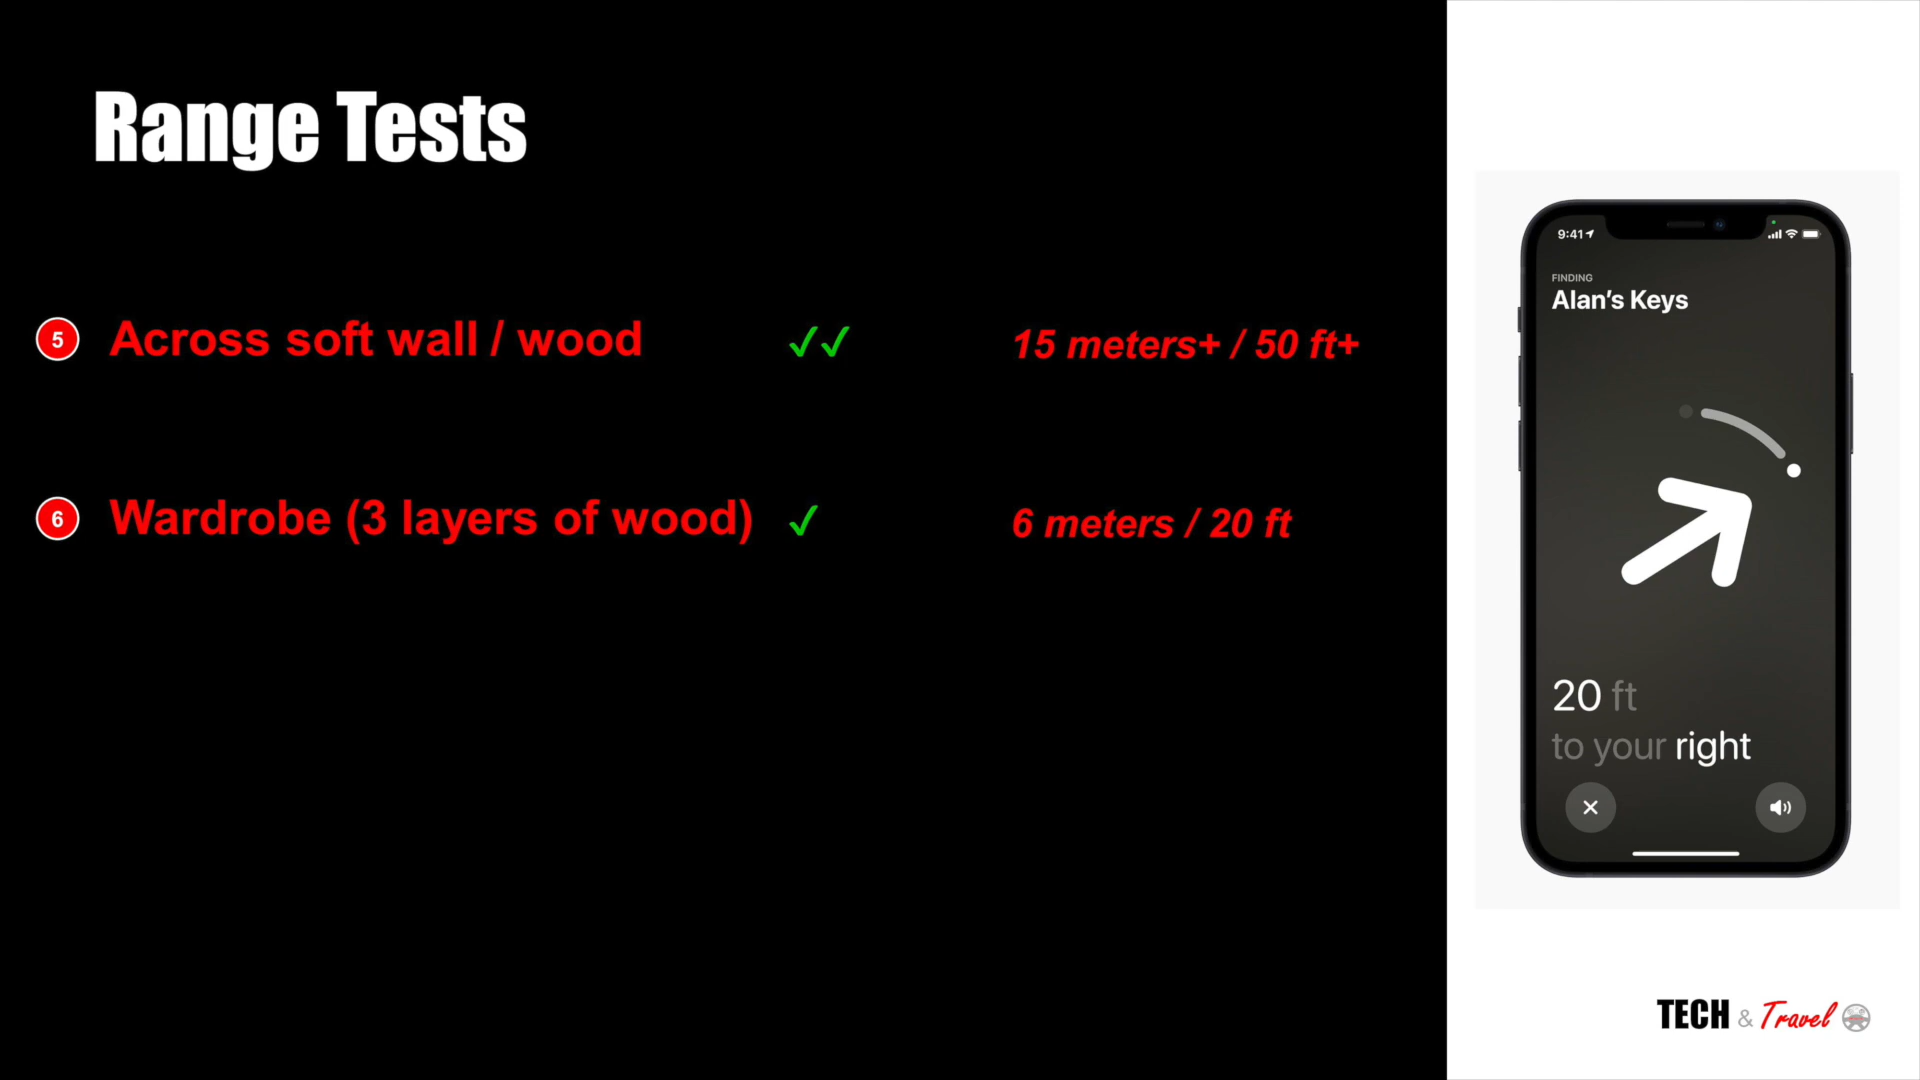 Range Tests
5 Across soft wall / wood ✓✓ 15 meters+ / 50 ft+
6 Wardrobe (3 layers of wood) ✓ 6 meters / 20 ft
9:41
FINDING
Alan's Keys
20 ft
to your right
TECH & Travel